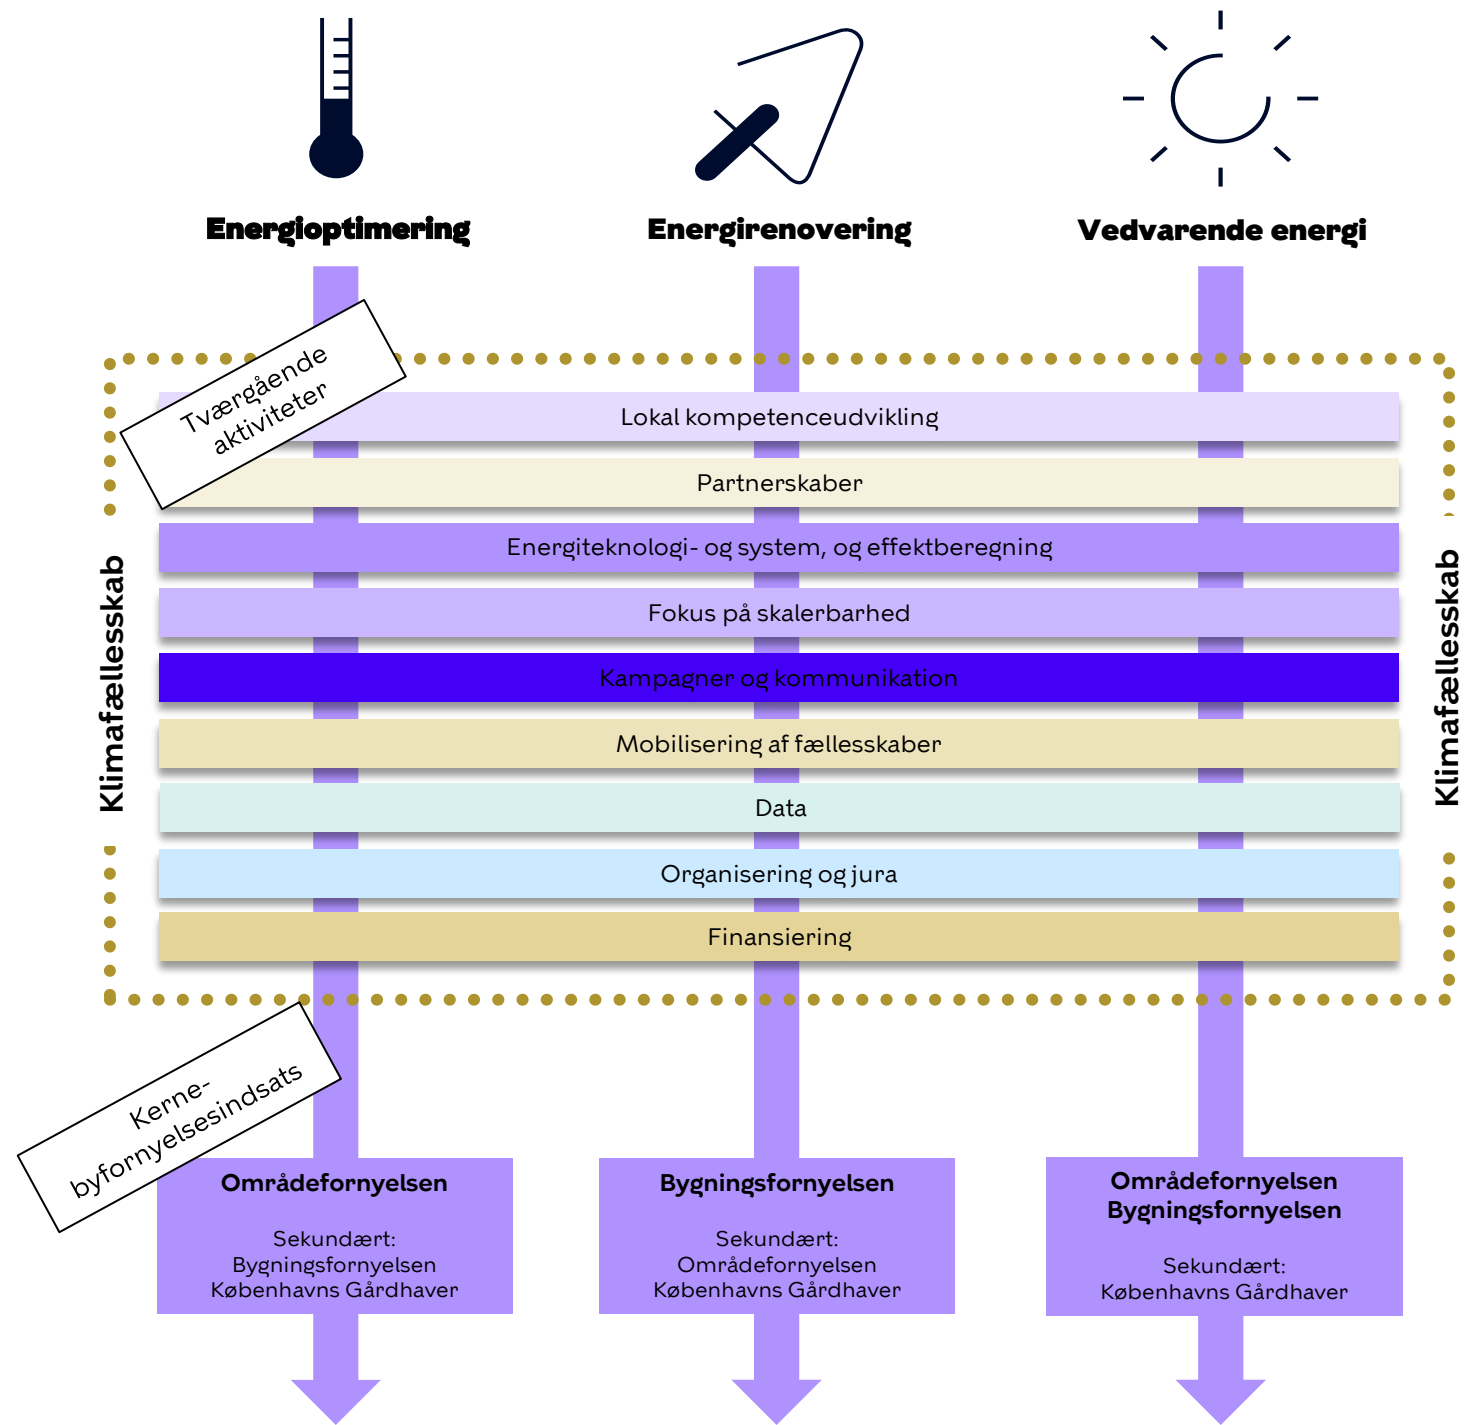 Energioptimering
Energirenovering
Vedvarende energi
Tværgående
aktiviteter
Lokal kompetenceudvikling
Partnerskaber
Energiteknologi- og system, og effektberegning
Fokus på skalerbarhed
Kampagner og kommunikation
Mobilisering af fællesskaber
Data
Organisering og jura
Finansiering
Klimafællesskab
Klimafællesskab
Kerne-
byfornyelsesindsats
Områdefornyelsen
Sekundært:
Bygningsfornyelsen
Københavns Gårdhaver
Bygningsfornyelsen
Sekundært:
Områdefornyelsen
Københavns Gårdhaver
Områdefornyelsen
Bygningsfornyelsen
Sekundært:
Københavns Gårdhaver